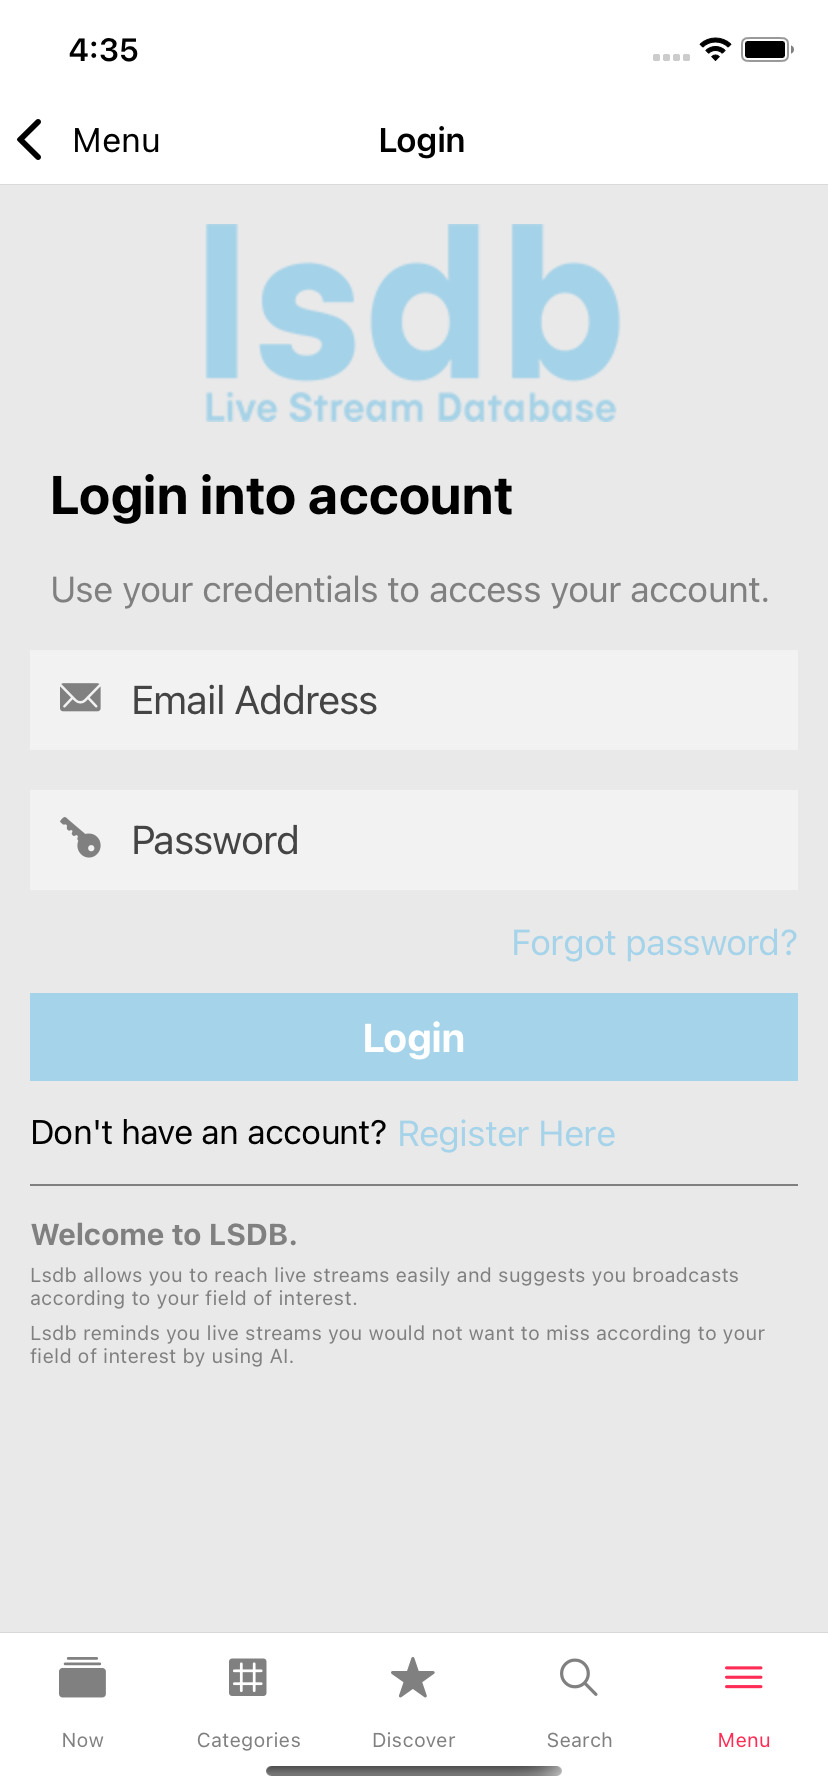 4:35
Menu
Login
lsdb
Live Stream Database
Login into account
Use your credentials to access your account.
Email Address
Password
Forgot password?
Login
Don't have an account? Register Here
Welcome to LSDB.
Lsdb allows you to reach live streams easily and suggests you broadcasts
according to your field of interest.
Lsdb reminds you live streams you would not want to miss according to your
field of interest by using AI.
Now Categories Discover Search Menu